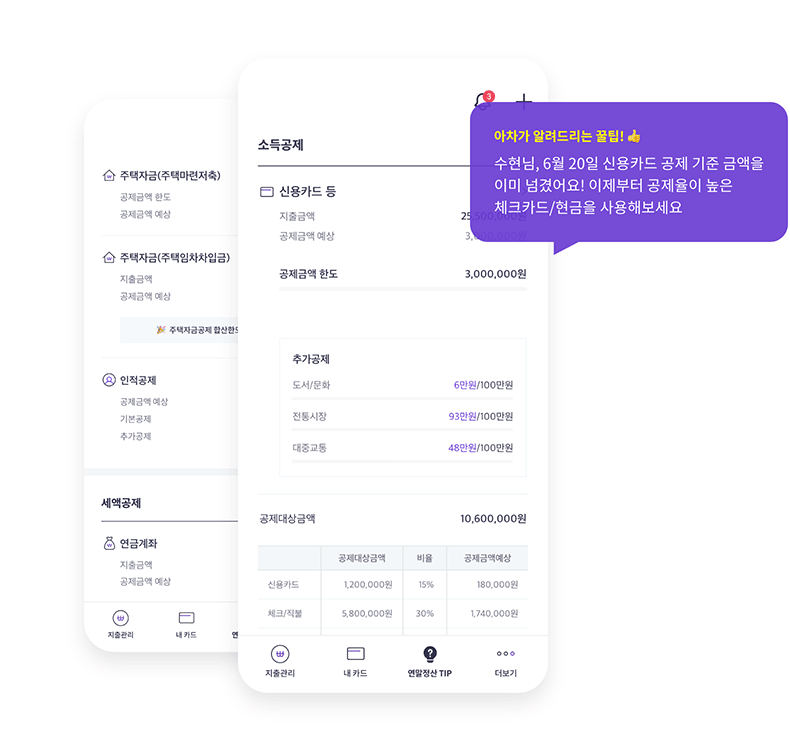 주택자금(주택마련저축)
공제금액 한도
공제금액 예상
주택자금(주택임차차입금)
지출금액
공제금액 예상
🎉 주택자금공제 합산한도
인적공제
공제금액 예상
기본공제
추가공제
세액공제
연금계좌
지출금액
공제금액 예상
지출관리 내 카드
3
소득공제
신용카드 등
지출금액 25,500,000원
공제금액 예상 3,000,000원
공제금액 한도 3,000,000원
추가공제
도서/문화 6만원/100만원
전통시장 93만원/100만원
대중교통 48만원/100만원
공제대상금액 10,600,000원
공제대상금액 비율 공제금액예상
신용카드 1,200,000원 15% 180,000원
체크/직불 5,800,000원 30% 1,740,000원
지출관리 내 카드 연말정산 TIP 더보기
아차가 알려드리는 꿀팁! 👍
수현님, 6월 20일 신용카드 공제 기준 금액을
이미 넘겼어요! 이제부터 공제율이 높은
체크카드/현금을 사용해보세요